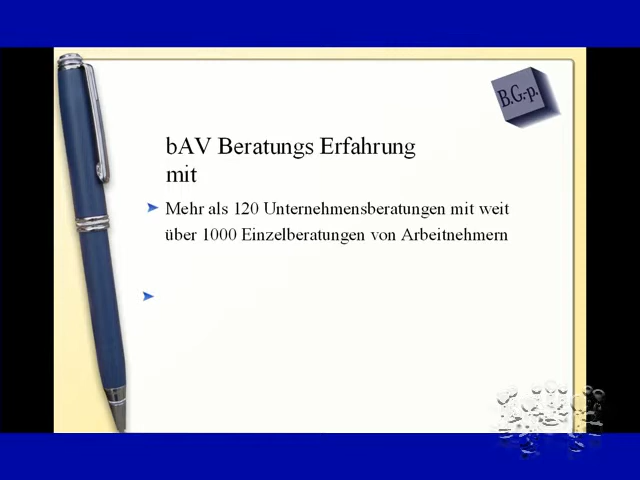 B.G.-p.
bAV Beratungs Erfahrung
mit
Mehr als 120 Unternehmensberatungen mit weit
über 1000 Einzelberatungen von Arbeitnehmern